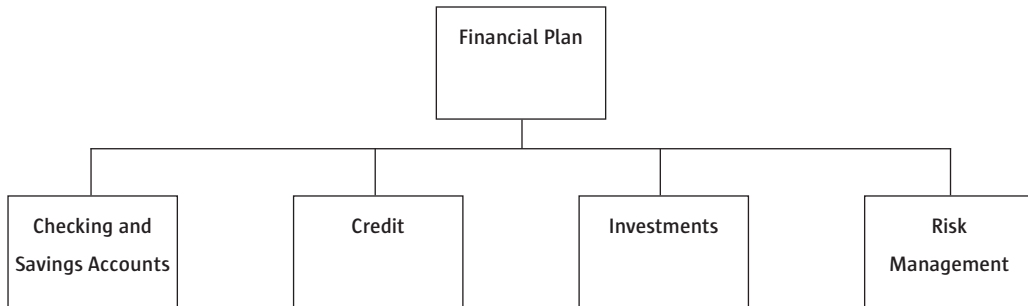 Financial Plan
Checking and
Savings Accounts
Credit
Investments
Risk
Management